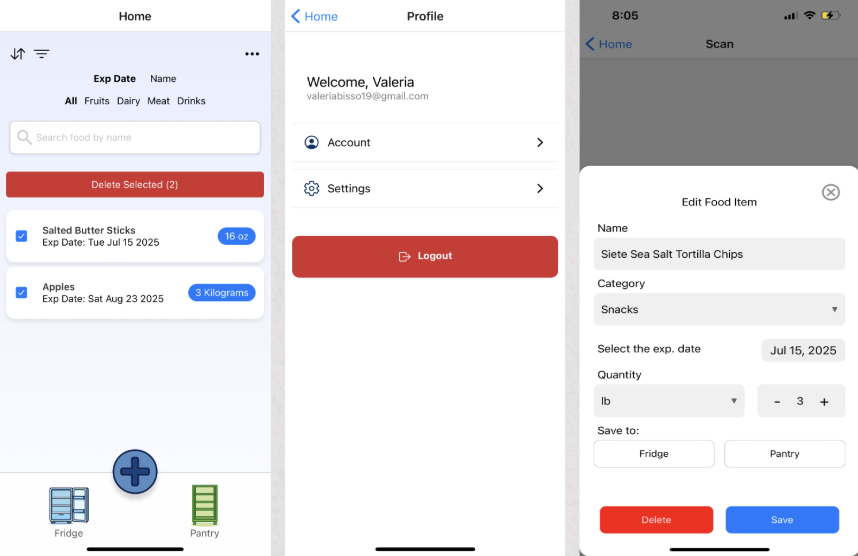 Home
Exp Date Name
All Fruits Dairy Meat Drinks
Search food by name
Delete Selected (2)
Salted Butter Sticks
Exp Date: Tue Jul 15 2025
16 oz
Apples
Exp Date: Sat Aug 23 2025
3 Kilograms
Fridge
Pantry
Home
Profile
Welcome, Valeria
valeriabisso19@gmail.com
Account
Settings
Logout
8:05
Home
Scan
Edit Food Item
Name
Siete Sea Salt Tortilla Chips
Category
Snacks
Select the exp. date
Jul 15, 2025
Quantity
lb
- 3 +
Save to:
Fridge
Pantry
Delete
Save